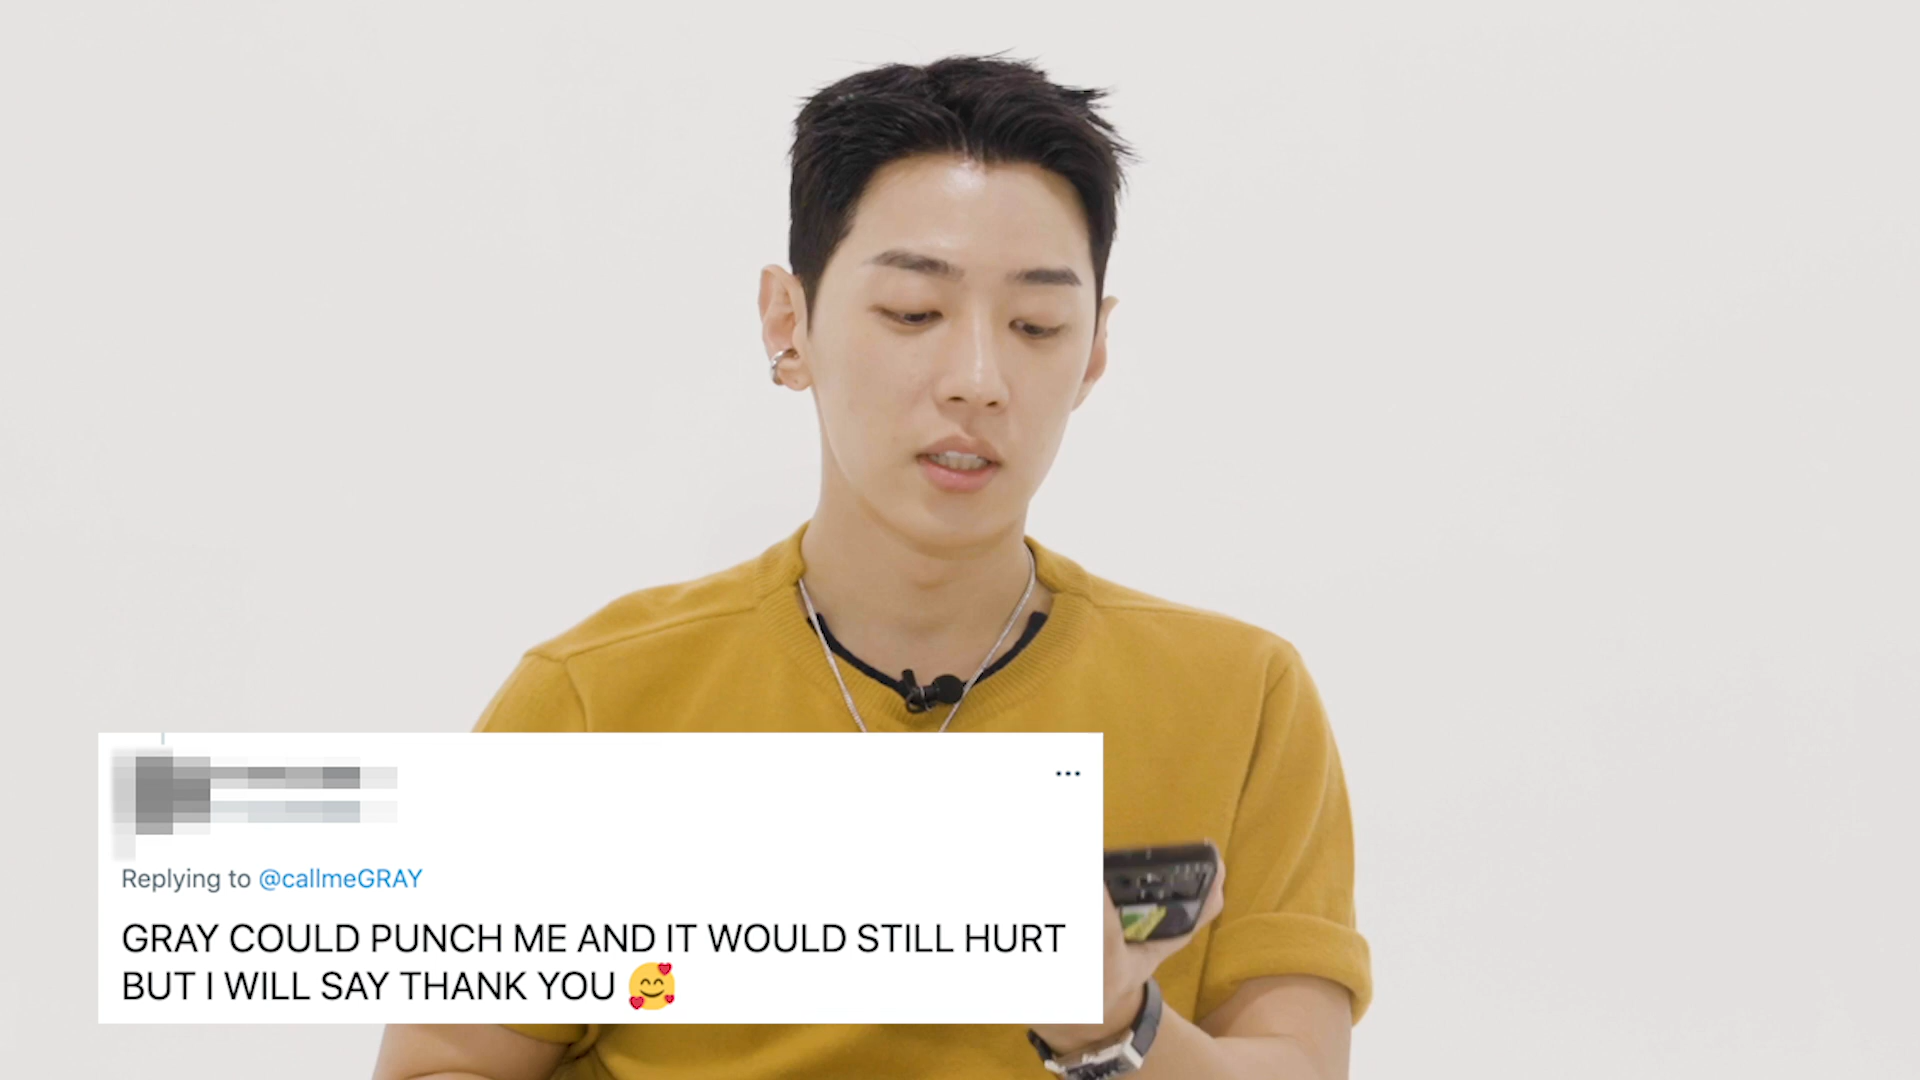 Replying to @callmeGRAY
GRAY COULD PUNCH ME AND IT WOULD STILL HURT
BUT I WILL SAY THANK YOU 🥰